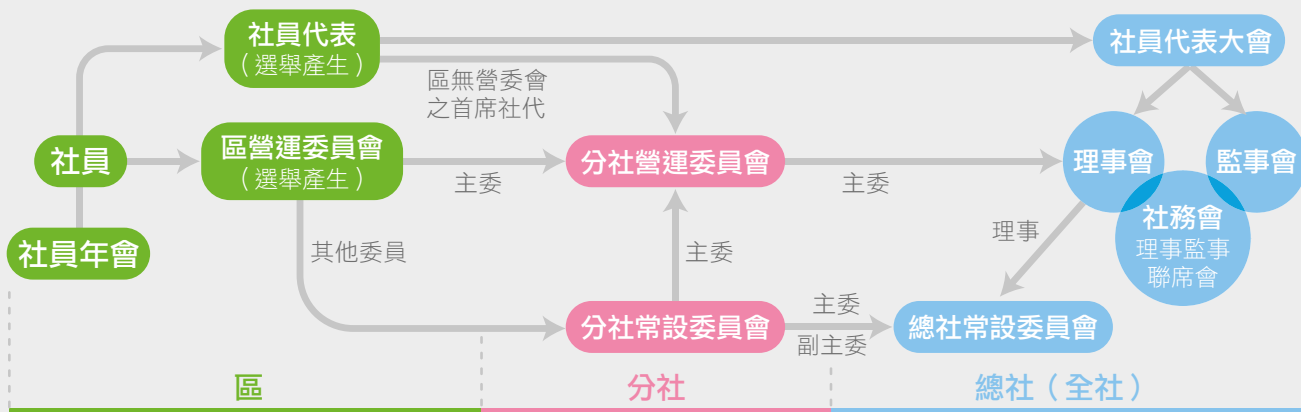 社員代表
（選舉產生）
社員代表大會
區無營委會
之首席社代
社員
區營運委員會
（選舉產生）
主委
分社營運委員會
主委
理事會
監事會
社務會
理事監事
聯席會
社員年會
其他委員
主委
理事
分社常設委員會
主委
副主委
總社常設委員會
區
分社
總社（全社）